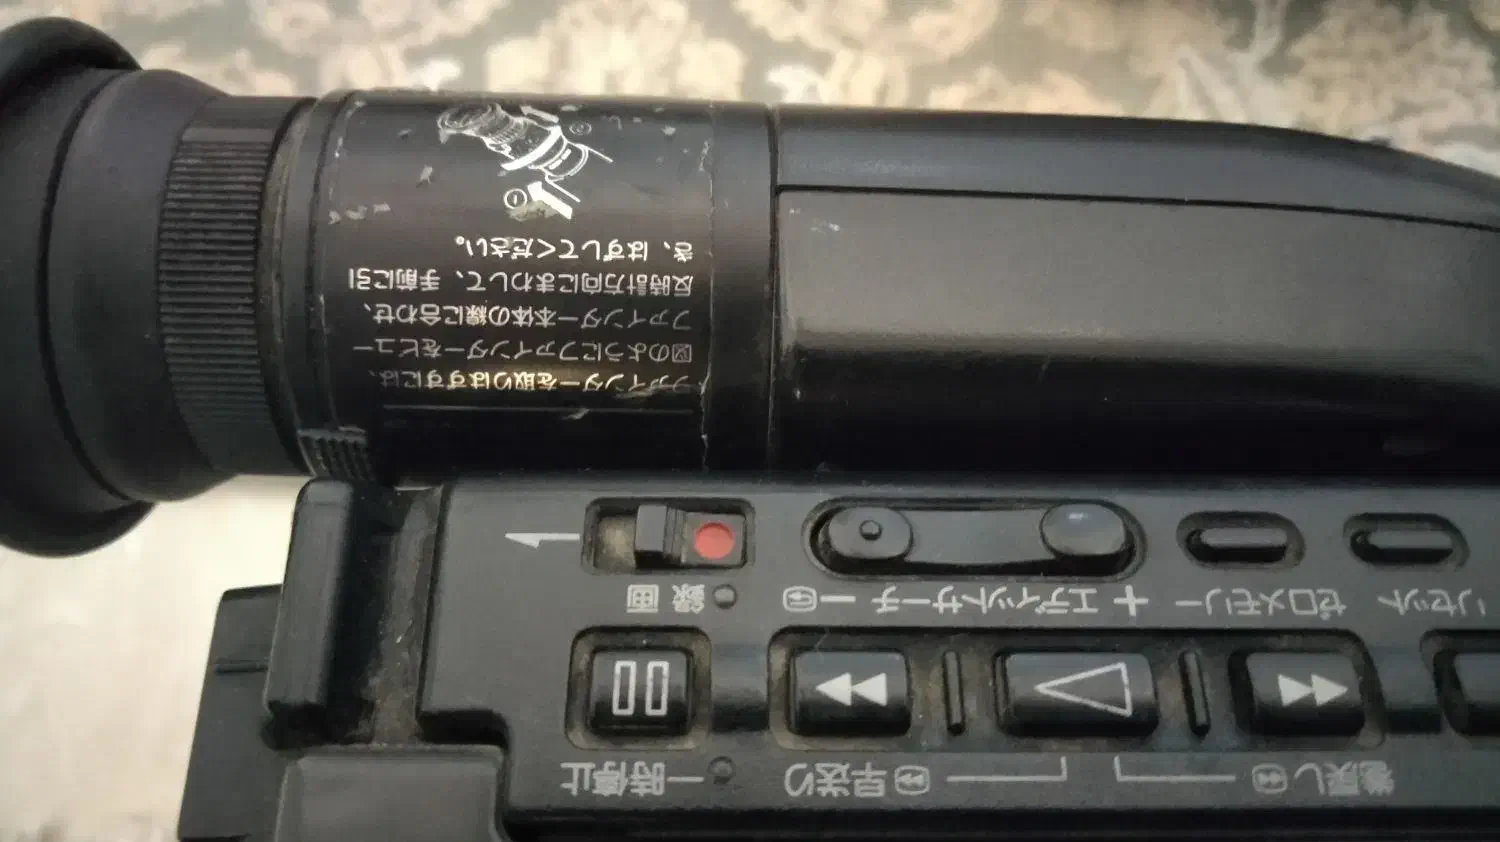 巻戻し 早送り 一時停止
リセット ゼロメモリー ＋ エディットサーチ － 録画
ファインダーを取りはずすには、
図のようにファインダーをビュー
ファインダー本体の線に合わせ、
反時計方向にまわして、手前に引
き、はずしてください。
①
②